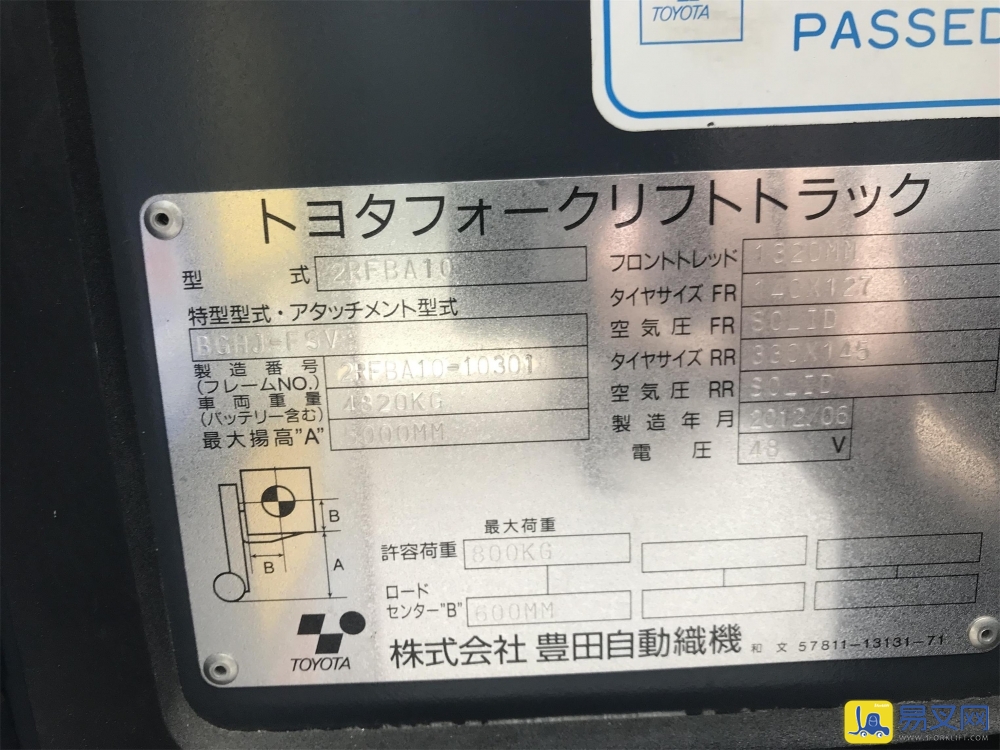 TOYOTA
PASSED
トヨタフォークリフトトラック
型 式 2RFBA10
特型型式・アタッチメント型式
製造番号
(フレームNO.) 2RFBA10-10301
車両重量
(バッテリー含む) 4320KG
最大揚高"A"
フロントトレッド 1320MM
タイヤサイズ FR 140X127
空気圧 FR SOLID
タイヤサイズ RR 330X145
空気圧 RR SOLID
製造年月 2012/06
電圧 48 V
B
B
A
最大荷重
許容荷重 800KG
ロード
センター"B" 600MM
TOYOTA
株式会社 豊田自動織機
和文 57811-13131-71
易叉网